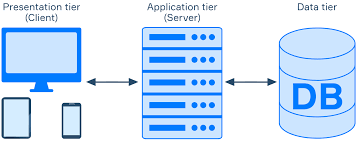 Presentation tier
(Client)
Application tier
(Server)
Data tier
DB